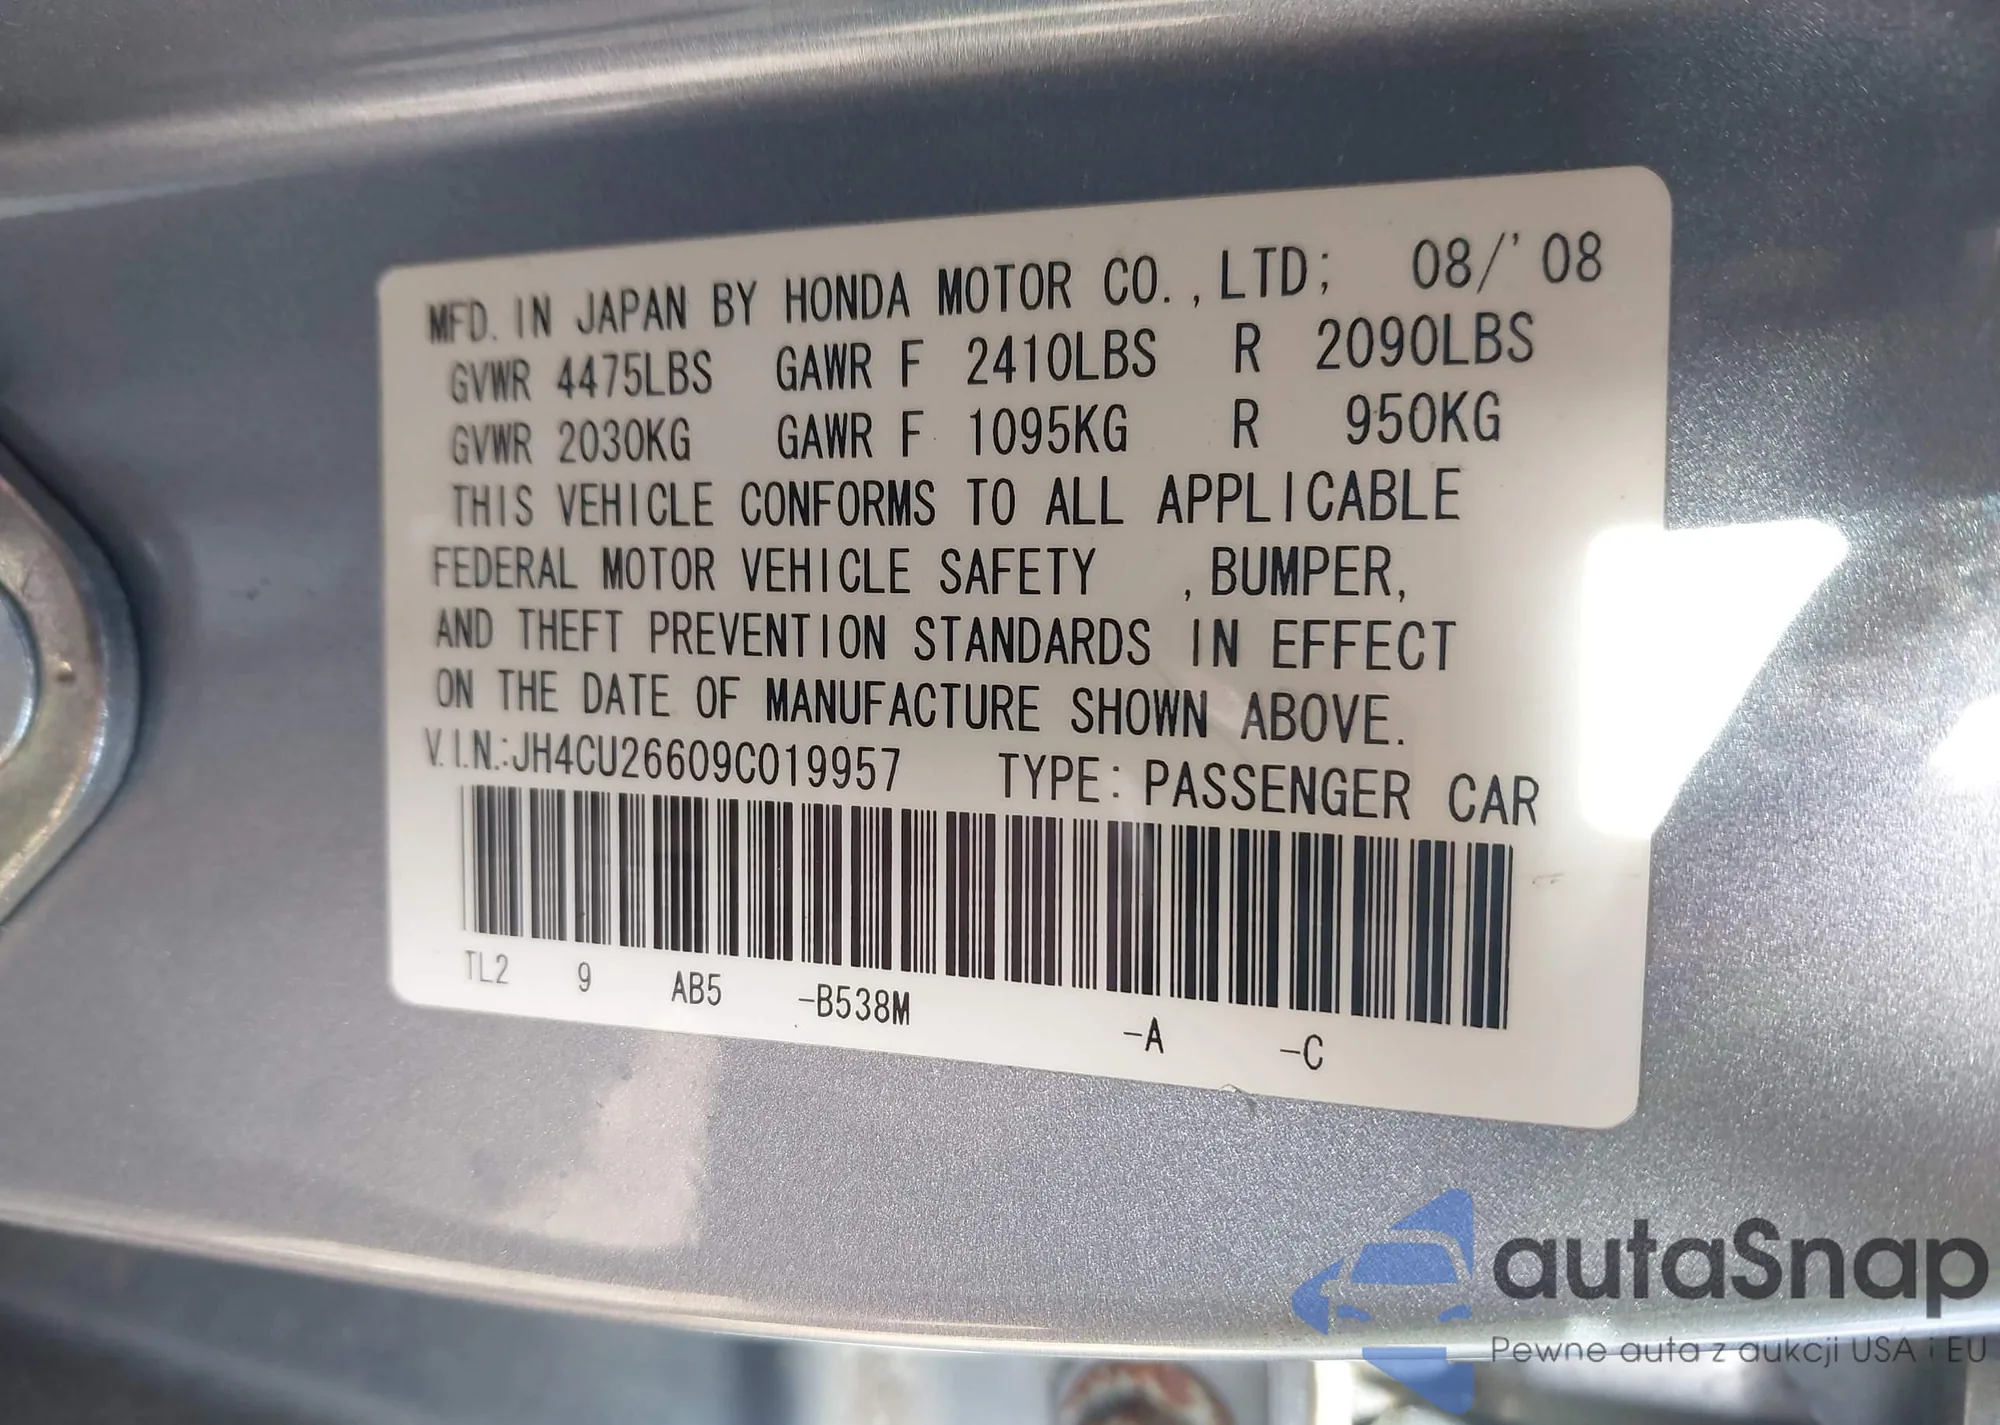 MFD. IN JAPAN BY HONDA MOTOR CO., LTD; 08/'08
GVWR 4475LBS GAWR F 2410LBS R 2090LBS
GVWR 2030KG GAWR F 1095KG R 950KG
THIS VEHICLE CONFORMS TO ALL APPLICABLE
FEDERAL MOTOR VEHICLE SAFETY , BUMPER,
AND THEFT PREVENTION STANDARDS IN EFFECT
ON THE DATE OF MANUFACTURE SHOWN ABOVE.
V.I.N.:JH4CU26609C019957 TYPE: PASSENGER CAR
TL2 9 AB5 -B538M -A -C
autaSnap
Pewne auta z aukcji USA i EU